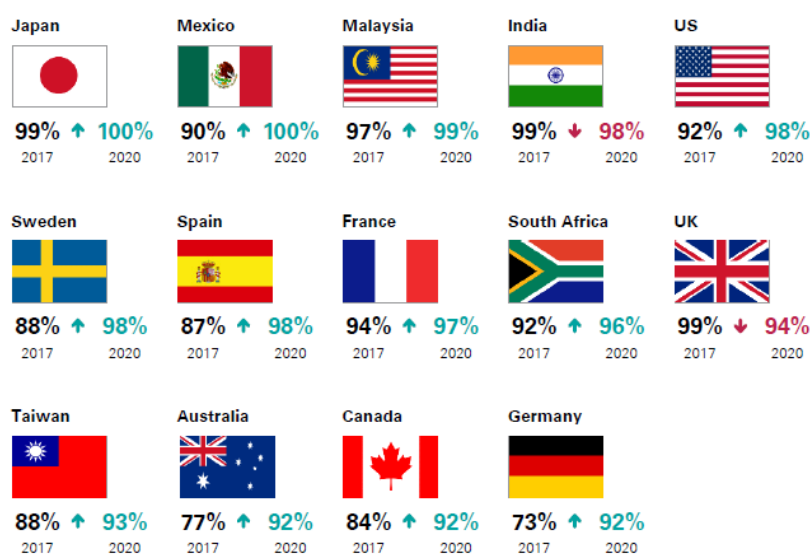 Japan Mexico Malaysia India US
99% ↑ 100% 90% ↑ 100% 97% ↑ 99% 99% ↓ 98% 92% ↑ 98%
2017 2020 2017 2020 2017 2020 2017 2020 2017 2020
Sweden Spain France South Africa UK
88% ↑ 98% 87% ↑ 98% 94% ↑ 97% 92% ↑ 96% 99% ↓ 94%
2017 2020 2017 2020 2017 2020 2017 2020 2017 2020
Taiwan Australia Canada Germany
88% ↑ 93% 77% ↑ 92% 84% ↑ 92% 73% ↑ 92%
2017 2020 2017 2020 2017 2020 2017 2020